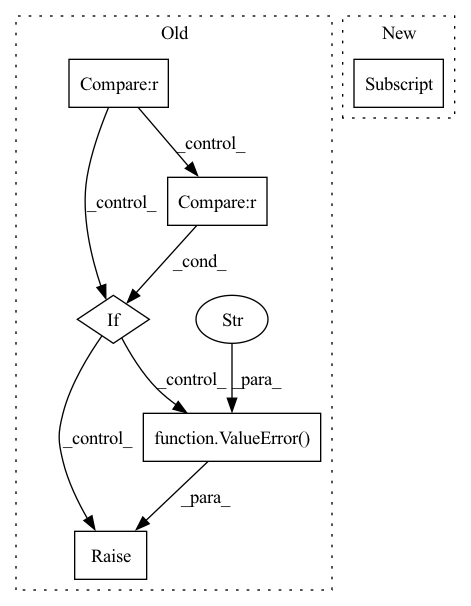 Old
New
Compare:r
Subscript
_control_
_control_
Compare:r
_cond_
If
Str
_control_
_para_
_control_
function.ValueError()
_para_
Raise